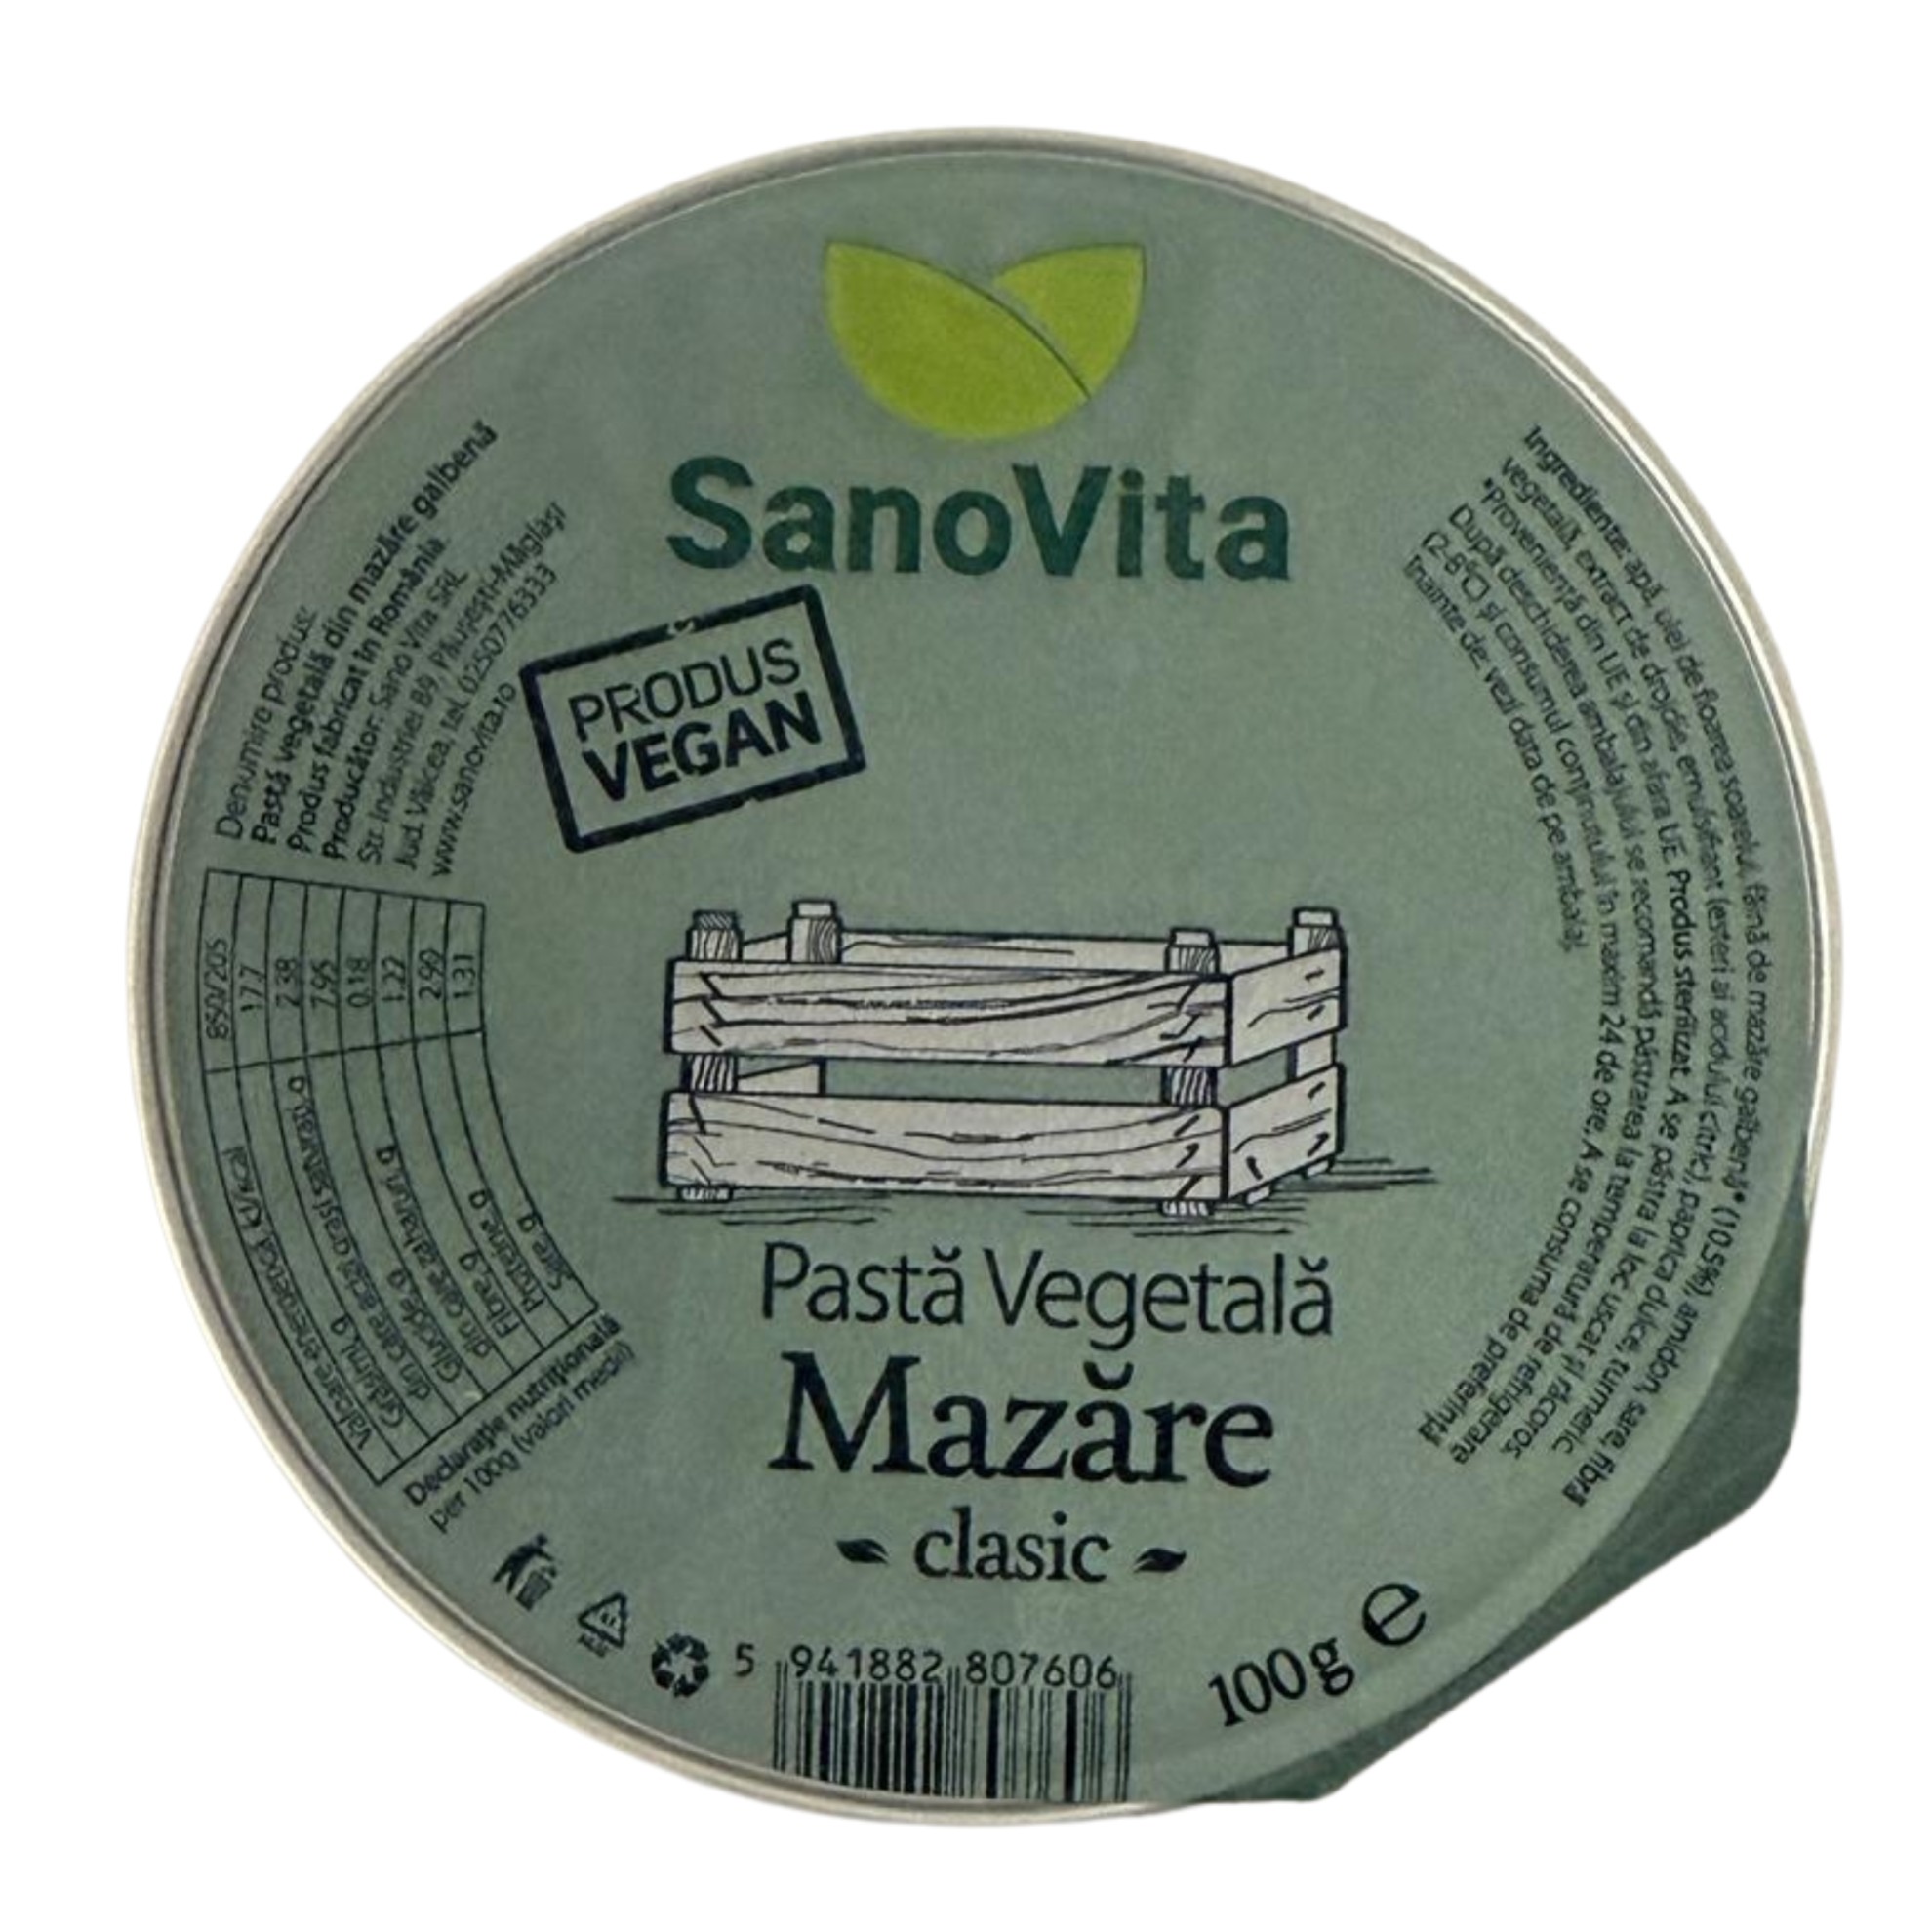 SanoVita
PRODUS
VEGAN
Pastă Vegetală
Mazăre
clasic
100g e
5 941882 807606
Denumire produs:
Pastă vegetală din mazăre galbenă
Produs fabricat în România
Producător: Sano Vita SRL
Str. Industriei B9, Păușești-Măglași
Jud. Vâlcea, tel. 0250776333
www.sanovita.ro
Declarație nutrițională
per 100g (valori medii)
Valoare energetică kJ/kcal 850/205
Grăsimi, g 17.7
din care acizi grași saturați, g 2.38
Glucide, g 7.95
din care zaharuri, g 0.18
Fibre, g 1.22
Proteine, g 2.99
Sare, g 1.31
Ingrediente: apă, ulei de floarea soarelui, făină de mazăre galbenă* (10.5%), amidon, sare, fibră
vegetală, extract de drojdie, emulsifiant (esteri ai acidului citric), paprica dulce, turmeric.
*Proveniență din UE și din afara UE. Produs sterilizat. A se păstra la loc uscat și răcoros.
După deschiderea ambalajului se recomandă păstrarea la temperatură de refrigerare
(2-8°C) și consumul conținutului în maxim 24 de ore. A se consuma de preferință
înainte de: vezi data de pe ambalaj.